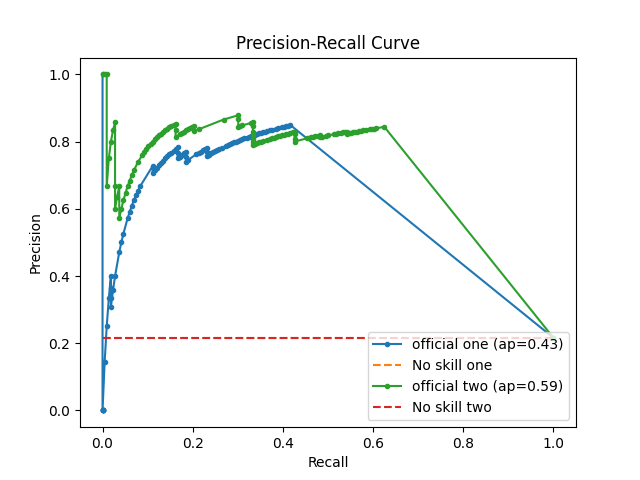 Precision-Recall Curve
Precision
1.0
0.8
0.6
0.4
0.2
0.0
0.0 0.2 0.4 0.6 0.8 1.0
Recall
official one (ap=0.43)
No skill one
official two (ap=0.59)
No skill two